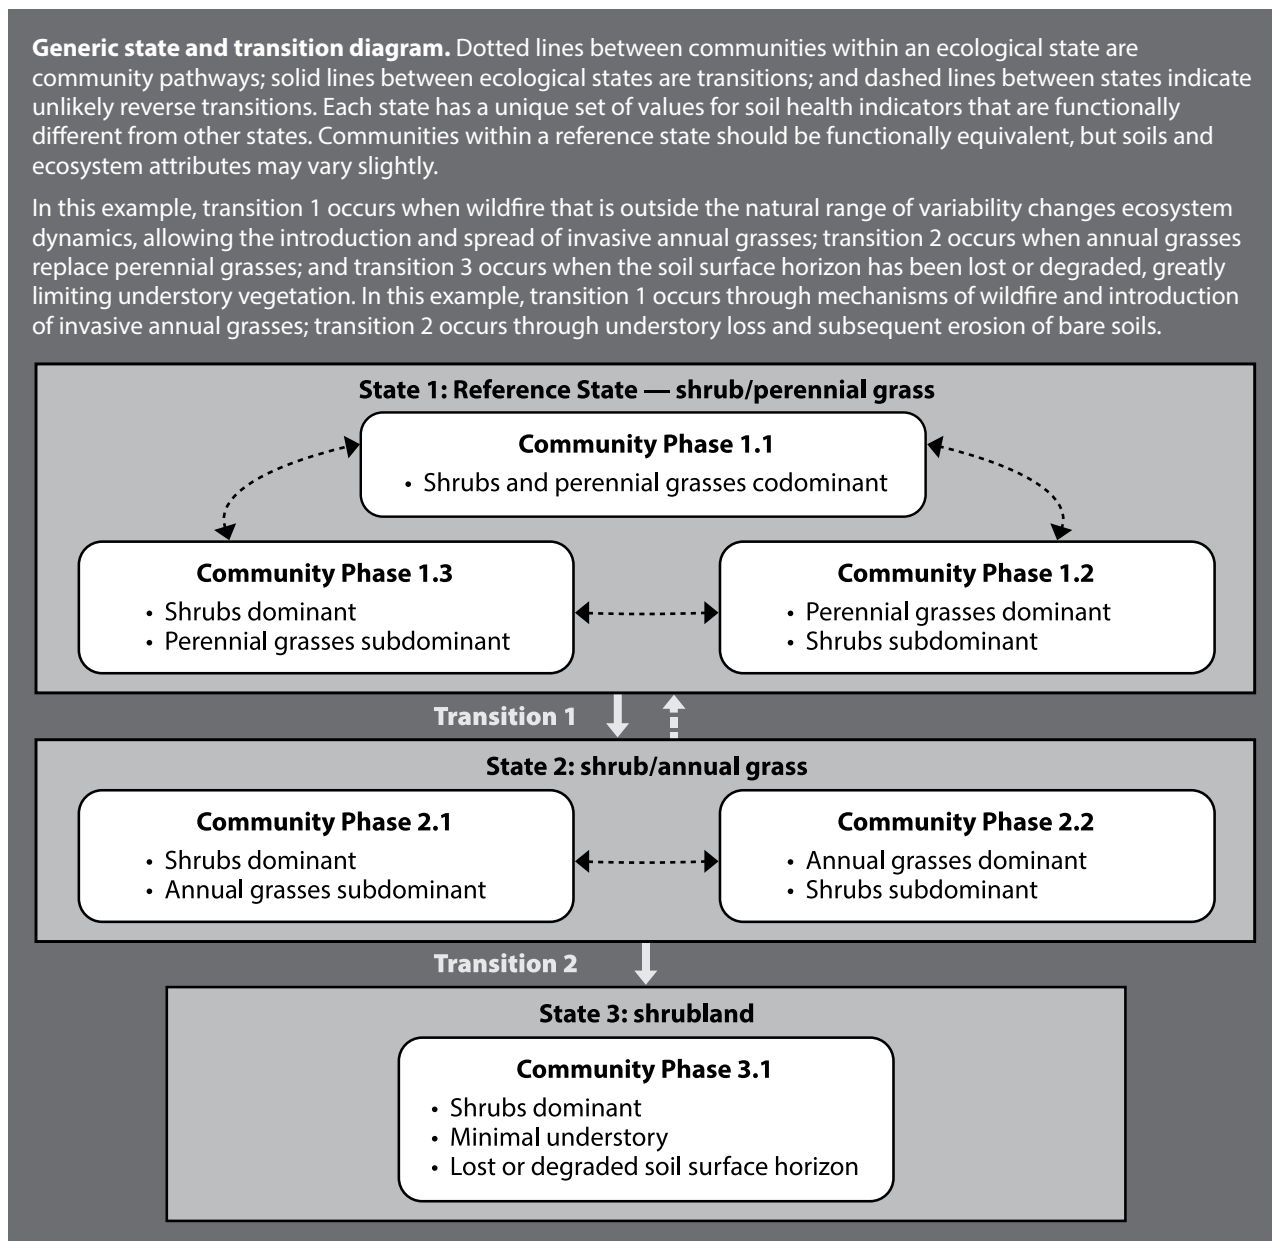 Generic state and transition diagram. Dotted lines between communities within an ecological state are
community pathways; solid lines between ecological states are transitions; and dashed lines between states indicate
unlikely reverse transitions. Each state has a unique set of values for soil health indicators that are functionally
different from other states. Communities within a reference state should be functionally equivalent, but soils and
ecosystem attributes may vary slightly.
In this example, transition 1 occurs when wildfire that is outside the natural range of variability changes ecosystem
dynamics, allowing the introduction and spread of invasive annual grasses; transition 2 occurs when annual grasses
replace perennial grasses; and transition 3 occurs when the soil surface horizon has been lost or degraded, greatly
limiting understory vegetation. In this example, transition 1 occurs through mechanisms of wildfire and introduction
of invasive annual grasses; transition 2 occurs through understory loss and subsequent erosion of bare soils.
State 1: Reference State — shrub/perennial grass
Community Phase 1.1
• Shrubs and perennial grasses codominant
Community Phase 1.3
• Shrubs dominant
• Perennial grasses subdominant
Community Phase 1.2
• Perennial grasses dominant
• Shrubs subdominant
Transition 1
State 2: shrub/annual grass
Community Phase 2.1
• Shrubs dominant
• Annual grasses subdominant
Community Phase 2.2
• Annual grasses dominant
• Shrubs subdominant
Transition 2
State 3: shrubland
Community Phase 3.1
• Shrubs dominant
• Minimal understory
• Lost or degraded soil surface horizon